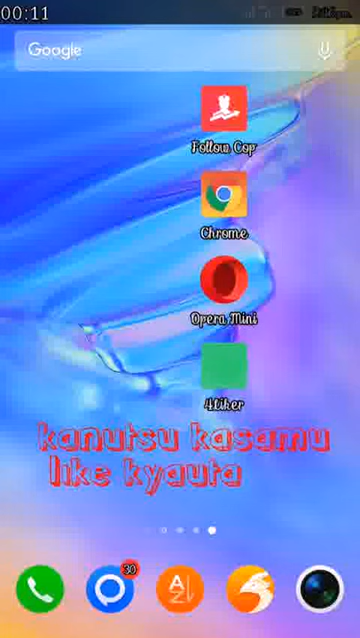 00:11
Google
Follow Cop
Chrome
Opera Mini
4Liker
kanutsu kasamu
like kyauta
30